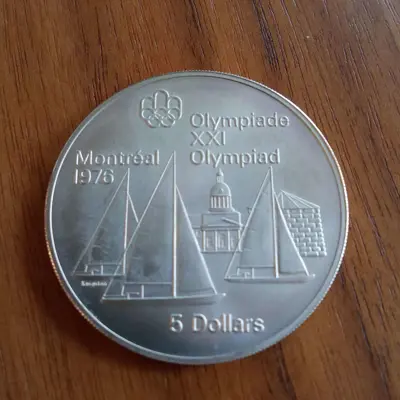 Olympiade
XXI
Olympiad
Montréal
1976
5 Dollars